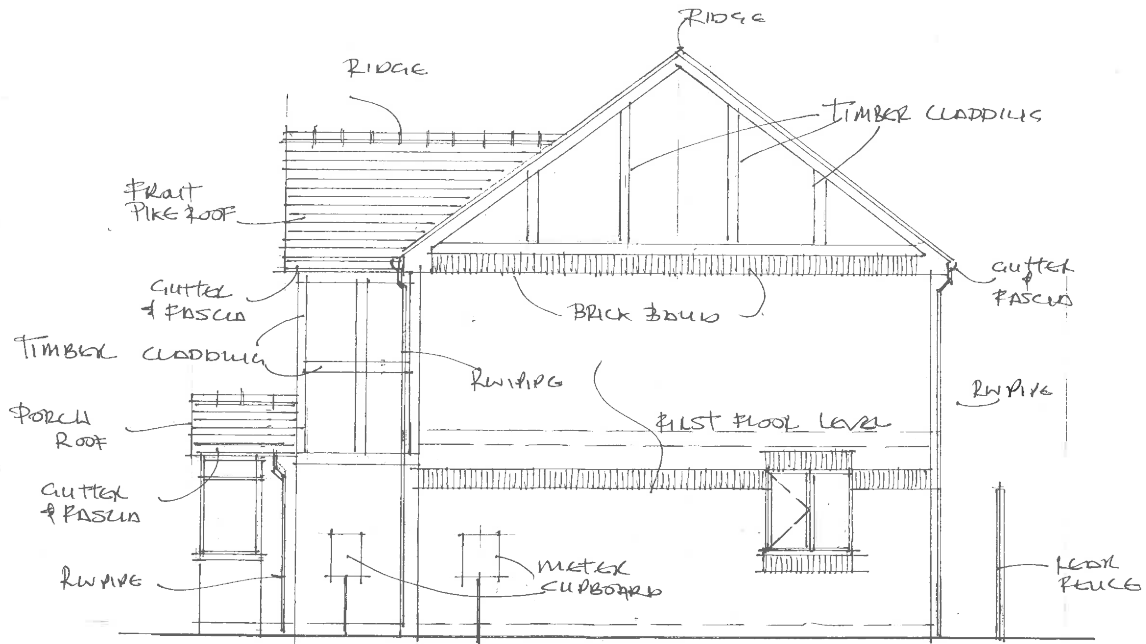 RIDGE
RIDGE
TIMBER CLADDING
FRONT
PIKE ROOF
GUTTER
& FASCIA
GUTTER
& FASCIA
BRICK BAND
TIMBER CLADDING
RWPIPE
RWPIPE
PORCH
ROOF
FIRST FLOOR LEVEL
GUTTER
& FASCIA
RWPIPE
METER
CUPBOARD
REAR
FENCE